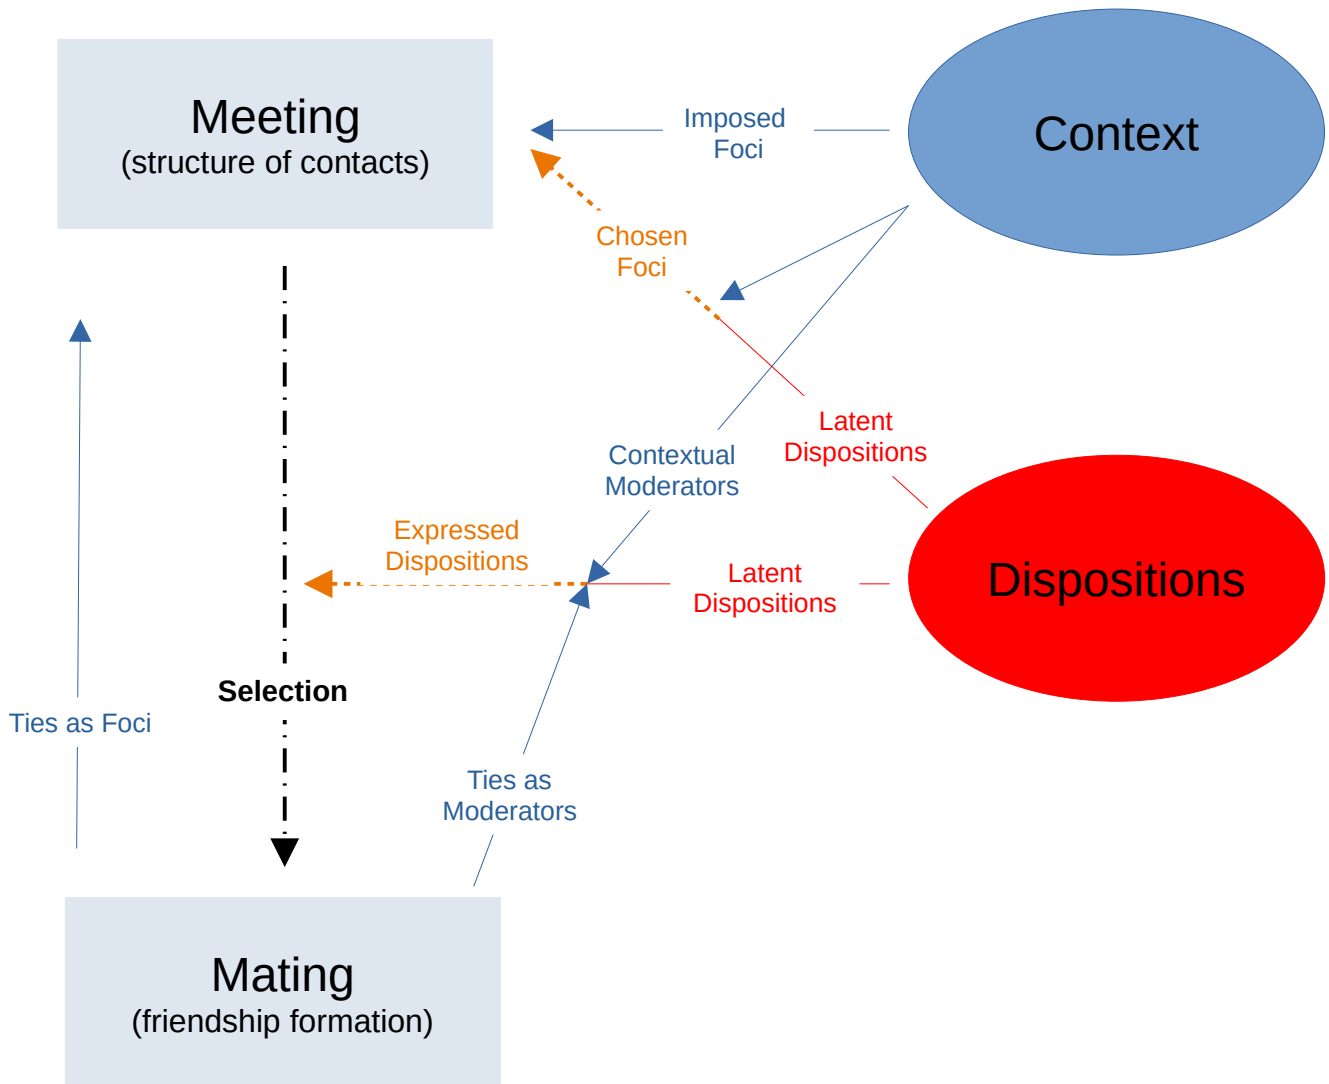 Meeting
(structure of contacts)
Imposed
Foci
Context
Chosen
Foci
Latent
Dispositions
Contextual
Moderators
Expressed
Dispositions
Latent
Dispositions
Dispositions
Selection
Ties as Foci
Ties as
Moderators
Mating
(friendship formation)